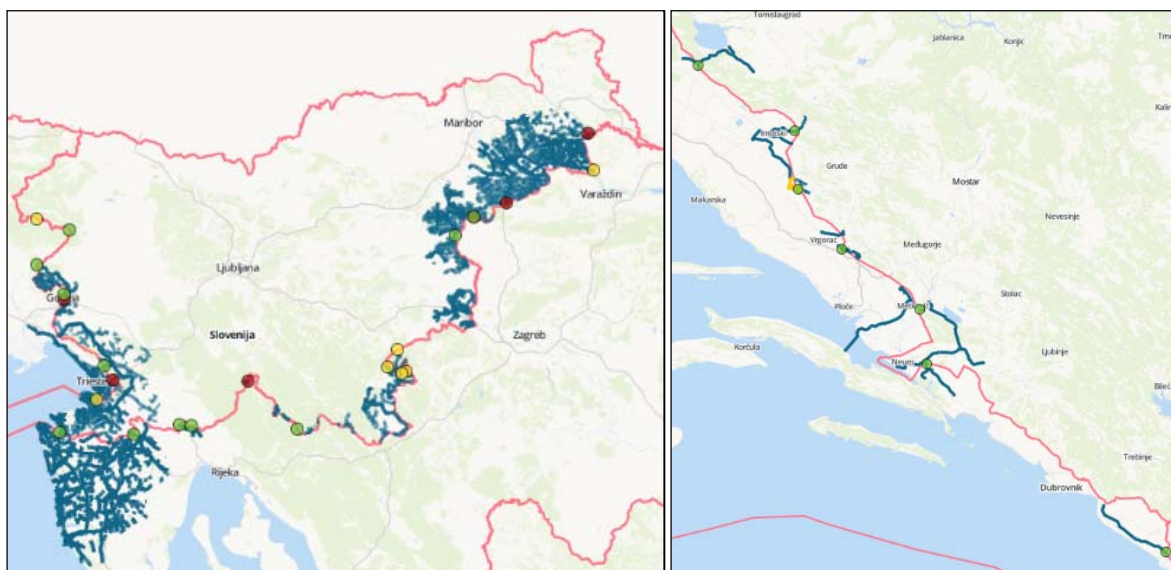 Maribor
Varaždin
Ljubljana
Slovenija
Zagreb
Trieste
Rijeka
Tomislavgrad
Jablanica
Konjic
Imotski
Grude
Mostar
Makarska
Nevesinje
Vrgorac
Međugorje
Stolac
Ploče
Ljubinje
Korčula
Neum
Trebinje
Dubrovnik